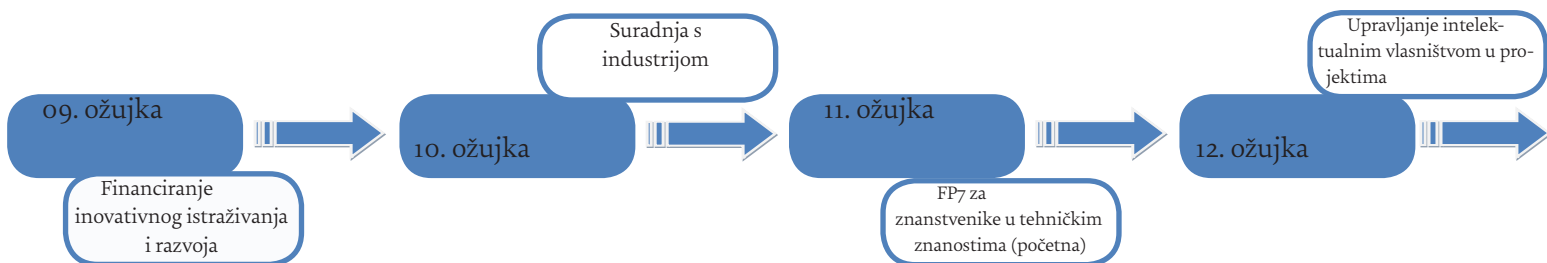 09. ožujka
Financiranje
inovativnog istraživanja
i razvoja
10. ožujka
Suradnja s
industrijom
11. ožujka
FP7 za
znanstvenike u tehničkim
znanostima (početna)
12. ožujka
Upravljanje intelek-
tualnim vlasništvom u pro-
jektima